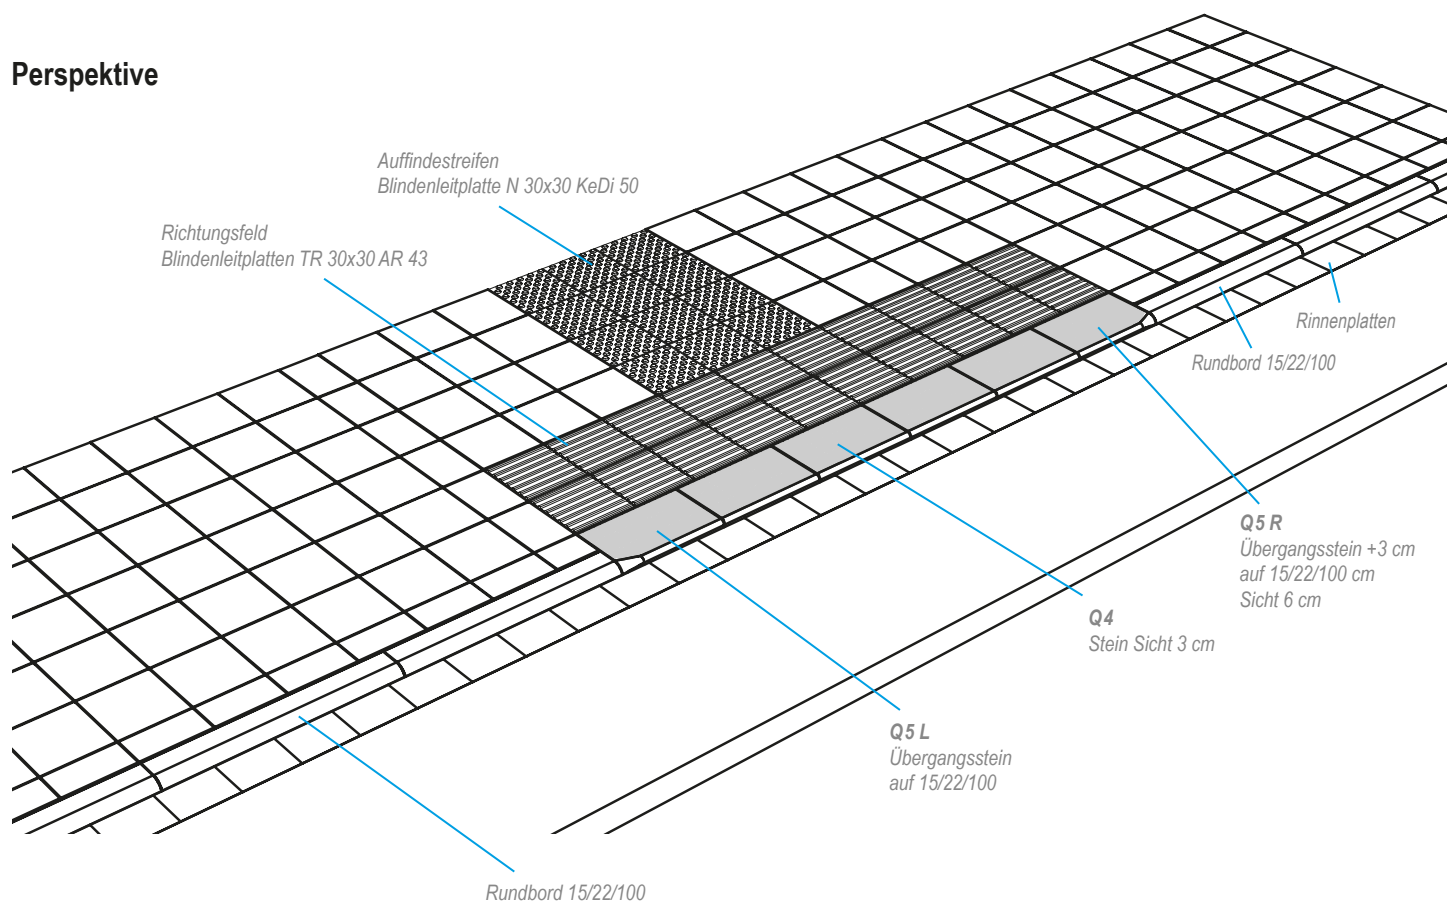 Perspektive
Auffindestreifen
Blindenleitplatte N 30x30 KeDi 50
Richtungsfeld
Blindenleitplatten TR 30x30 AR 43
Rinnenplatten
Rundbord 15/22/100
Q5 R
Übergangsstein +3 cm
auf 15/22/100 cm
Sicht 6 cm
Q4
Stein Sicht 3 cm
Q5 L
Übergangsstein
auf 15/22/100
Rundbord 15/22/100